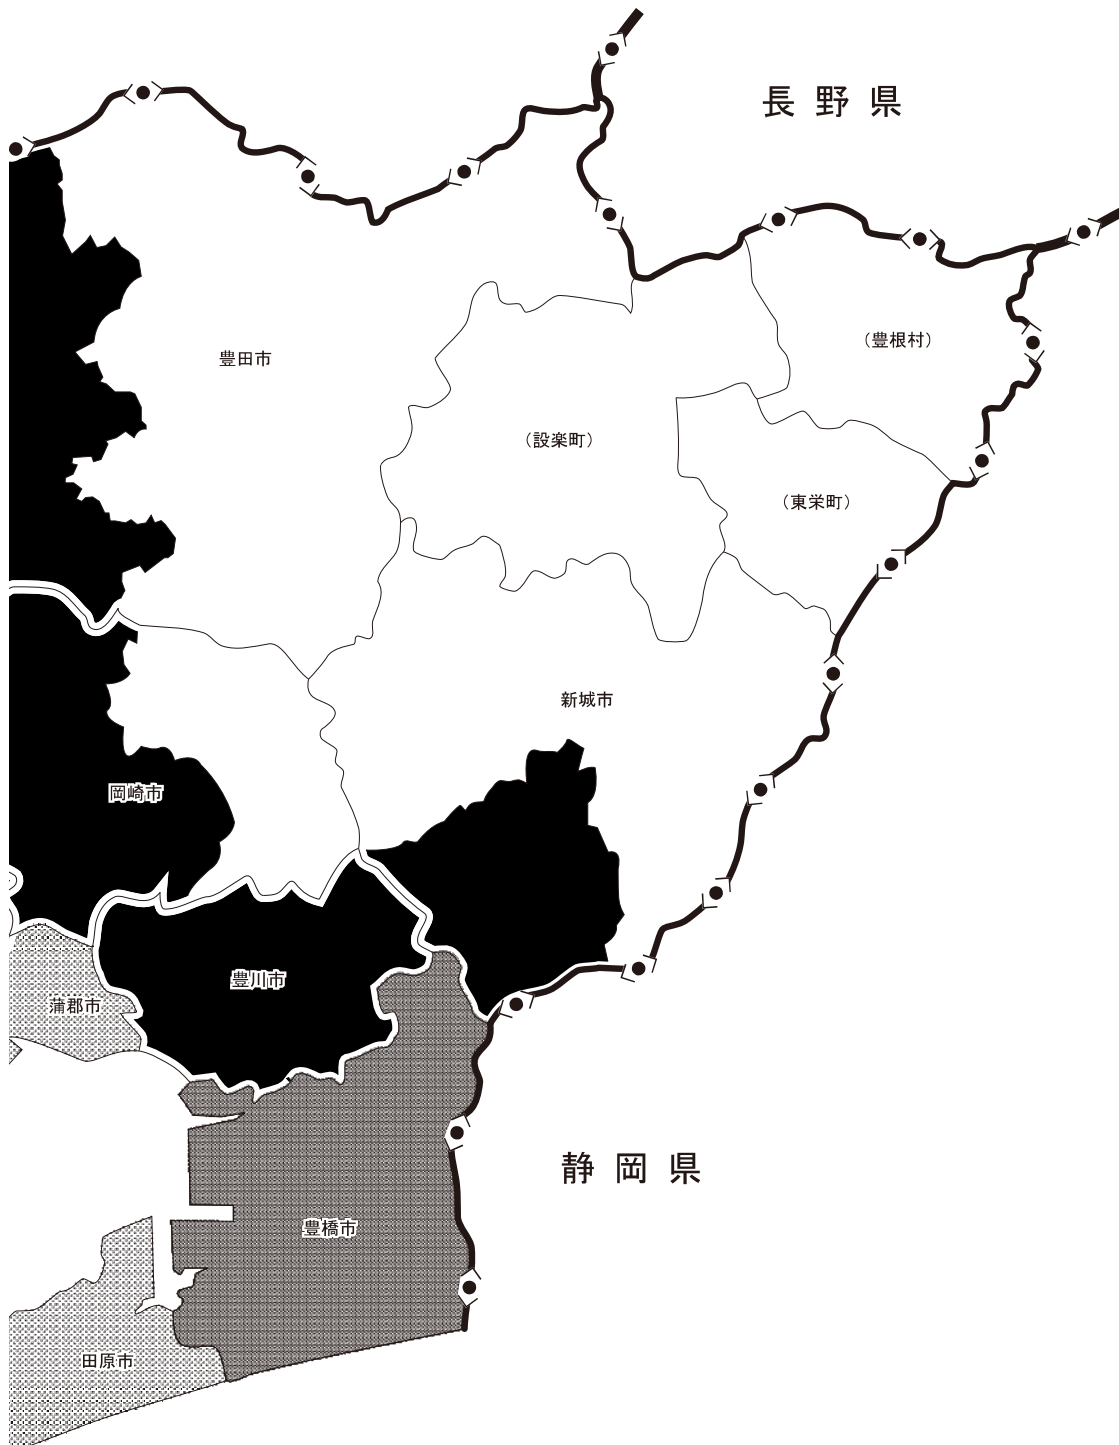 長野県
（豊根村）
豊田市
（設楽町）
（東栄町）
新城市
岡崎市
豊川市
蒲郡市
静岡県
豊橋市
田原市